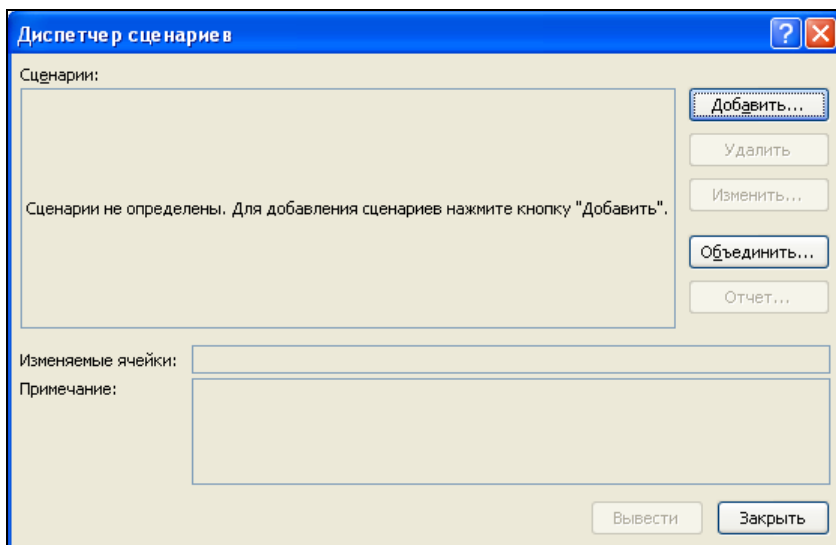 Диспетчер сценариев
Сценарии:
Добавить...
Удалить
Изменить...
Сценарии не определены. Для добавления сценариев нажмите кнопку "Добавить".
Объединить...
Отчет...
Изменяемые ячейки:
Примечание:
Вывести
Закрыть